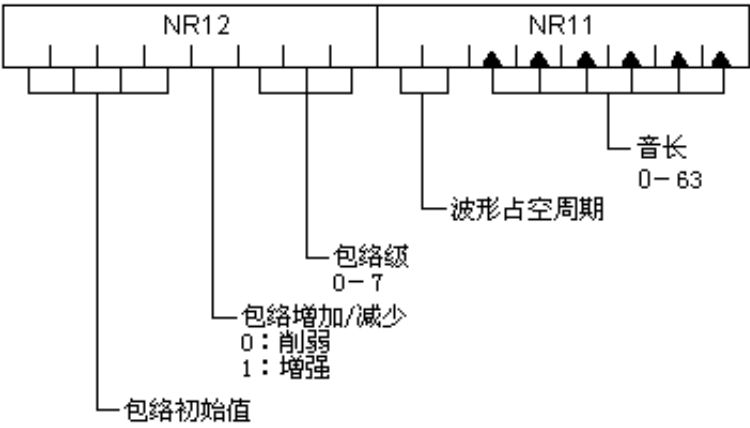 NR12 NR11
音长
0-63
波形占空周期
包络级
0-7
包络增加/减少
0：削弱
1：增强
包络初始值